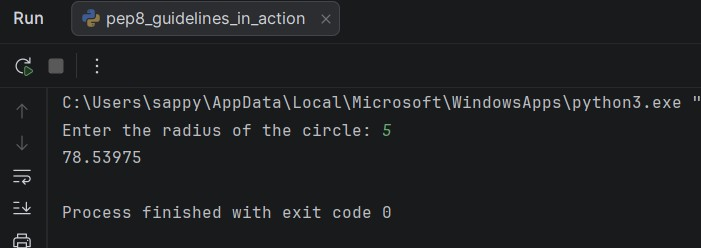 Run pep8_guidelines_in_action
C:\Users\sappy\AppData\Local\Microsoft\WindowsApps\python3.exe "
Enter the radius of the circle: 5
78.53975
Process finished with exit code 0